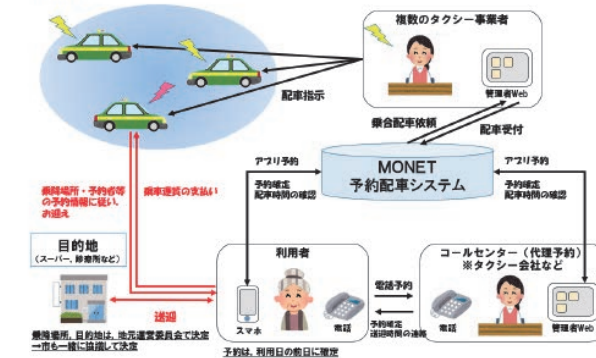 複数のタクシー事業者
管理者Web
配車指示
乗合配車依頼
配車受付
MONET
予約配車システム
アプリ予約
予約確定
配車時間の確認
アプリ予約
予約確定
配車時間の確認
乗降場所・予約者等
の予約情報に従い、
お迎え
乗車運賃の支払い
目的地
（スーパー、診療所など）
送迎
乗降場所、目的地は、地元運営委員会で決定
→市も一緒に協議して決定
利用者
スマホ
電話
電話予約
予約確定
送迎時間の連絡
予約は、利用日の前日に確定
コールセンター（代理予約）
※タクシー会社など
電話
管理者Web